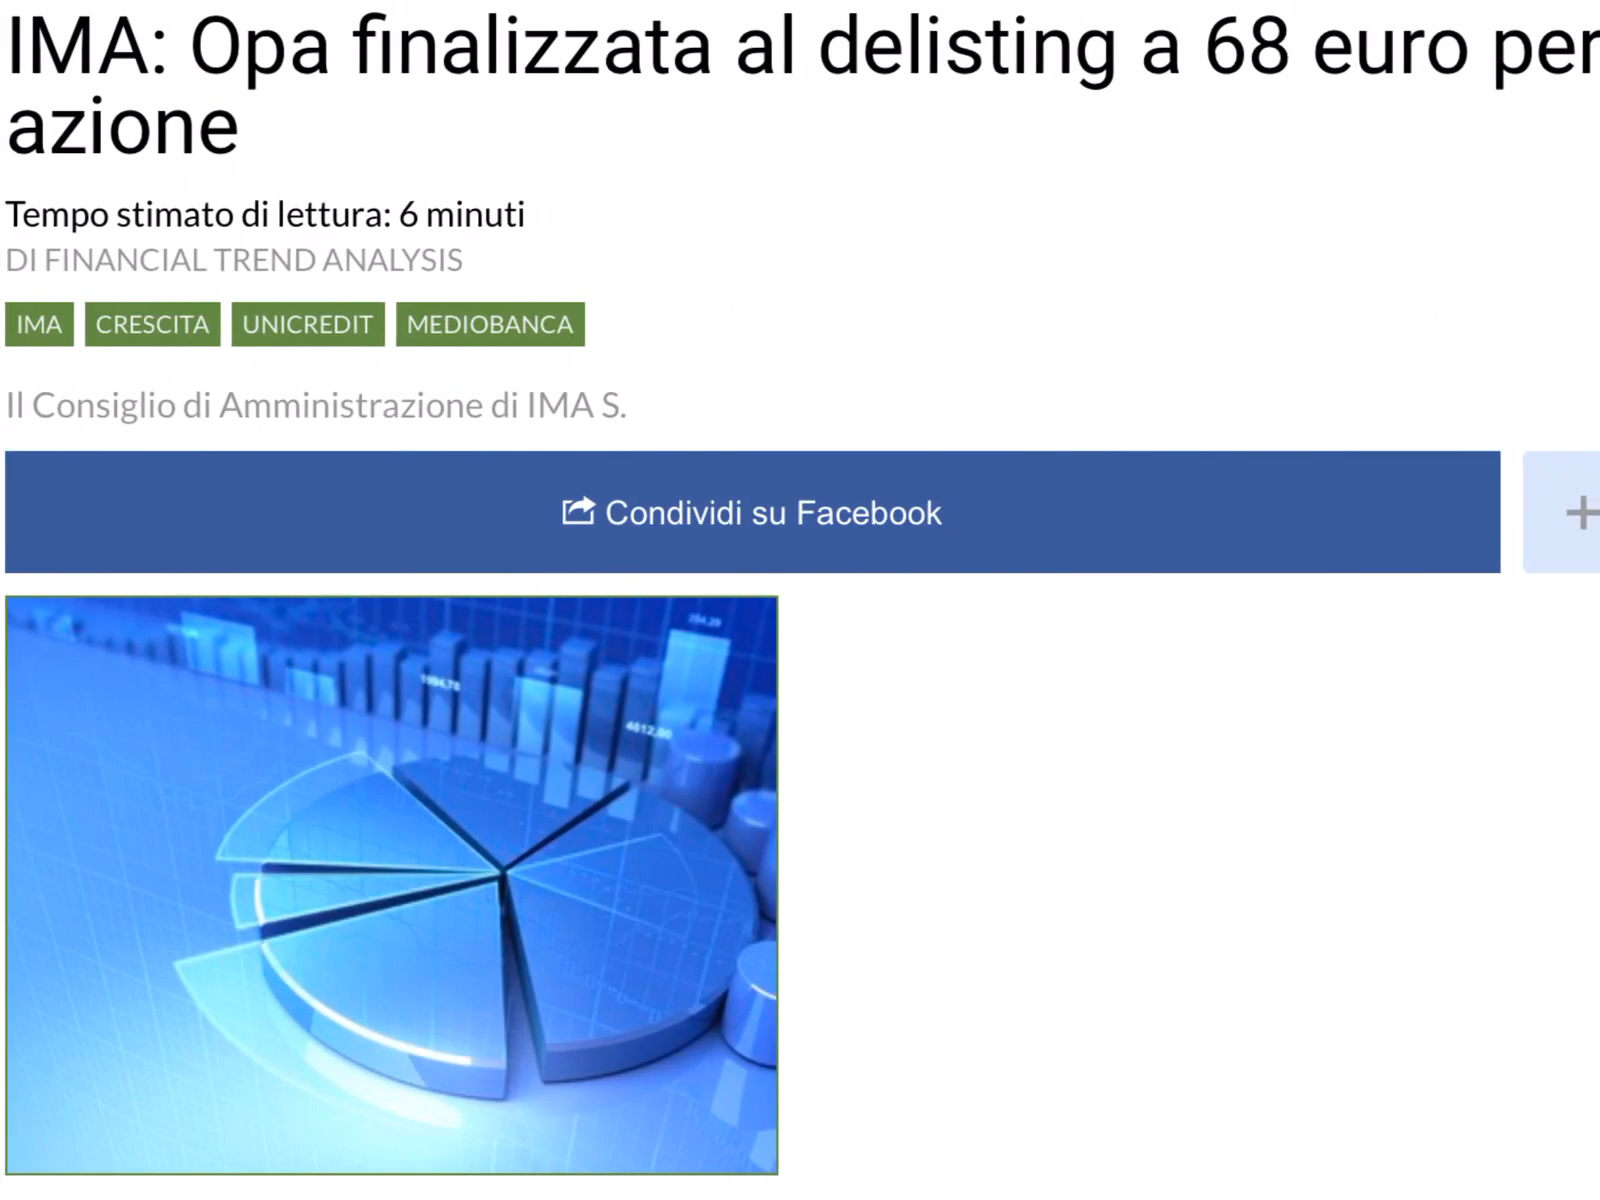 IMA: Opa finalizzata al delisting a 68 euro per
azione
Tempo stimato di lettura: 6 minuti
DI FINANCIAL TREND ANALYSIS
IMA CRESCITA UNICREDIT MEDIOBANCA
Il Consiglio di Amministrazione di IMA S.
Condividi su Facebook
+